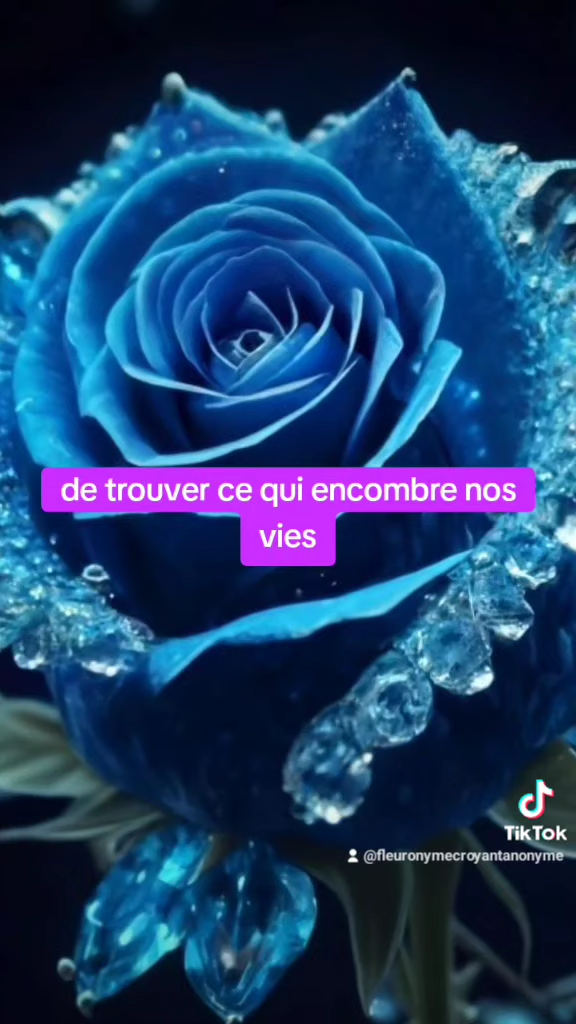 de trouver ce qui encombre nos
vies
TikTok
@fleuronymecroyantanonyme